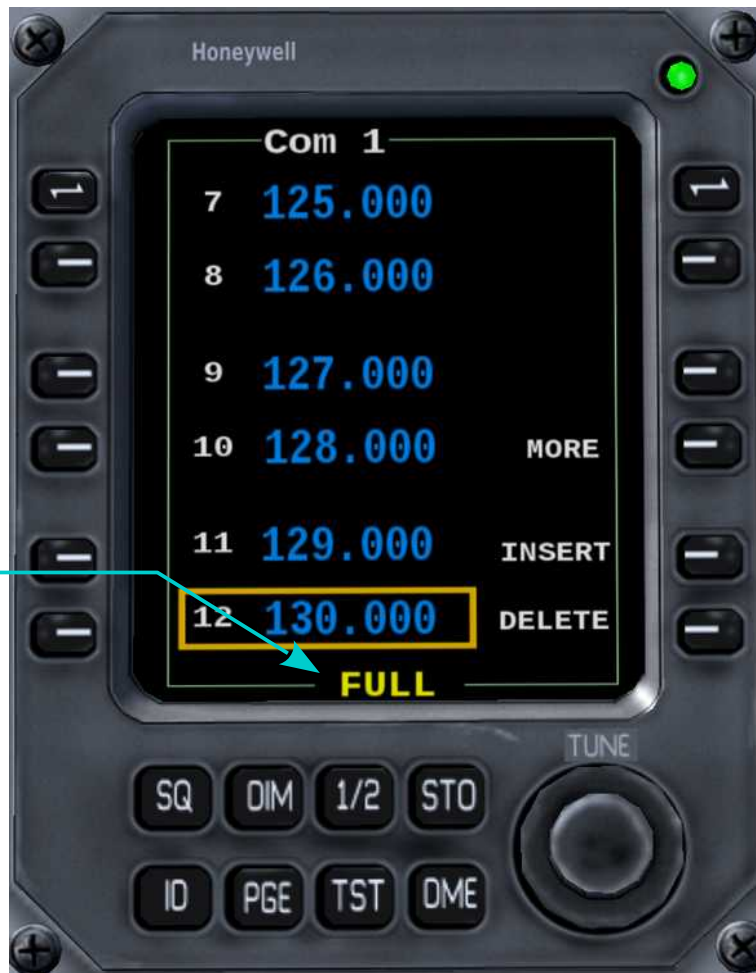 Honeywell
Com 1
7 125.000
8 126.000
9 127.000
10 128.000 MORE
11 129.000 INSERT
12 130.000 DELETE
FULL
TUNE
SQ DIM 1/2 STO
ID PGE TST DME